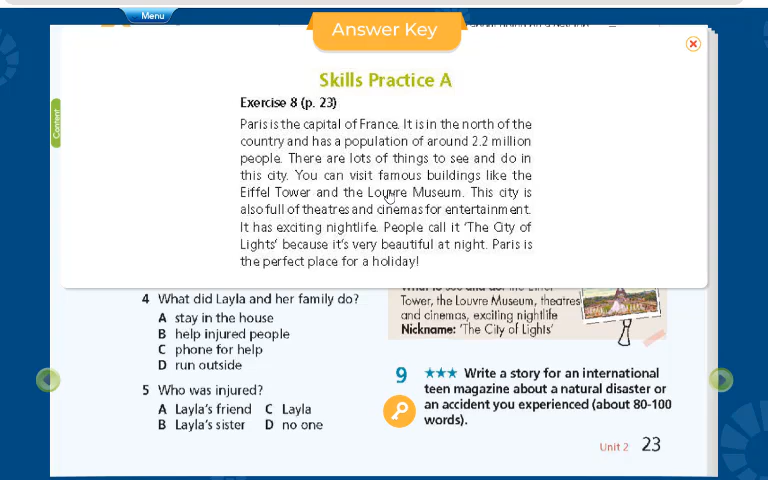 Menu
Answer Key
Content
Skills Practice A
Exercise 8 (p. 23)
Paris is the capital of France. It is in the north of the
country and has a population of around 2.2 million
people. There are lots of things to see and do in
this city. You can visit famous buildings like the
Eiffel Tower and the Louvre Museum. This city is
also full of theatres and cinemas for entertainment.
It has exciting nightlife. People call it ‘The City of
Lights’ because it’s very beautiful at night. Paris is
the perfect place for a holiday!
4 What did Layla and her family do?
A stay in the house
B help injured people
C phone for help
D run outside
5 Who was injured?
A Layla’s friend C Layla
B Layla’s sister D no one
Tower, the Louvre Museum, theatres
and cinemas, exciting nightlife
Nickname: ‘The City of Lights’
9 ★★★ Write a story for an international
teen magazine about a natural disaster or
an accident you experienced (about 80-100
words).
Unit 2 23